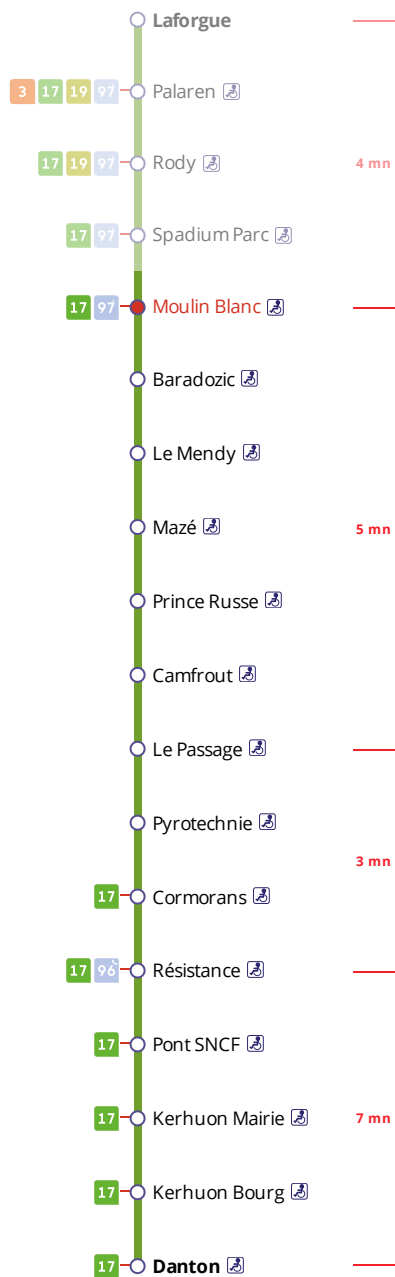 Laforgue
3 17 19 97 Palaren
17 19 97 Rody 4 mn
17 97 Spadium Parc
17 97 Moulin Blanc
Baradozic
Le Mendy
Mazé 5 mn
Prince Russe
Camfrout
Le Passage
Pyrotechnie
3 mn
17 Cormorans
17 96 Résistance
17 Pont SNCF
17 Kerhuon Mairie 7 mn
17 Kerhuon Bourg
17 Danton